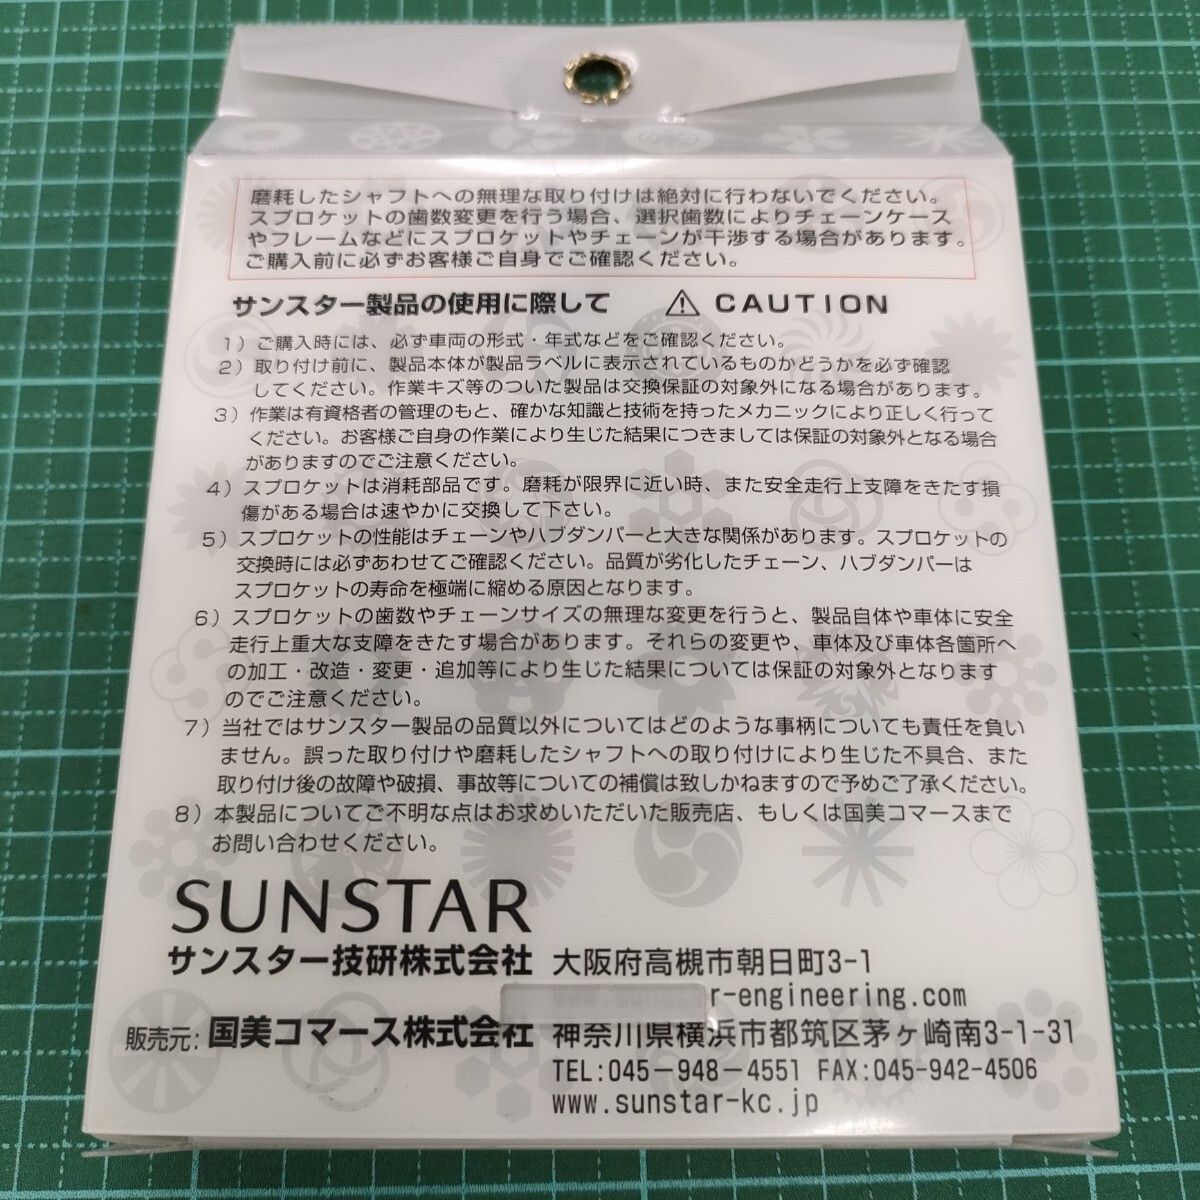 磨耗したシャフトへの無理な取り付けは絶対に行わないでください。
スプロケットの歯数変更を行う場合、選択歯数によりチェーンケース
やフレームなどにスプロケットやチェーンが干渉する場合があります。
ご購入前に必ずお客様ご自身でご確認ください。
サンスター製品の使用に際して ⚠ CAUTION
1）ご購入時には、必ず車両の形式・年式などをご確認ください。
2）取り付け前に、製品本体が製品ラベルに表示されているものかどうかを必ず確認
してください。作業キズ等のついた製品は交換保証の対象外になる場合があります。
3）作業は有資格者の管理のもと、確かな知識と技術を持ったメカニックにより正しく行って
ください。お客様ご自身の作業により生じた結果につきましては保証の対象外となる場合
がありますのでご注意ください。
4）スプロケットは消耗部品です。磨耗が限界に近い時、また安全走行上支障をきたす損
傷がある場合は速やかに交換して下さい。
5）スプロケットの性能はチェーンやハブダンパーと大きな関係があります。スプロケットの
交換時には必ずあわせてご確認ください。品質が劣化したチェーン、ハブダンパーは
スプロケットの寿命を極端に縮める原因となります。
6）スプロケットの歯数やチェーンサイズの無理な変更を行うと、製品自体や車体に安全
走行上重大な支障をきたす場合があります。それらの変更や、車体及び車体各箇所へ
の加工・改造・変更・追加等により生じた結果については保証の対象外となります
のでご注意ください。
7）当社ではサンスター製品の品質以外についてはどのような事柄についても責任を負い
ません。誤った取り付けや磨耗したシャフトへの取り付けにより生じた不具合、また
取り付け後の故障や破損、事故等についての補償は致しかねますので予めご了承ください。
8）本製品についてご不明な点はお求めいただいた販売店、もしくは国美コマースまで
お問い合わせください。
SUNSTAR
サンスター技研株式会社 大阪府高槻市朝日町3-1
www.sunstar-engineering.com
販売元: 国美コマース株式会社 神奈川県横浜市都筑区茅ヶ崎南3-1-31
TEL:045-948-4551 FAX:045-942-4506
www.sunstar-kc.jp